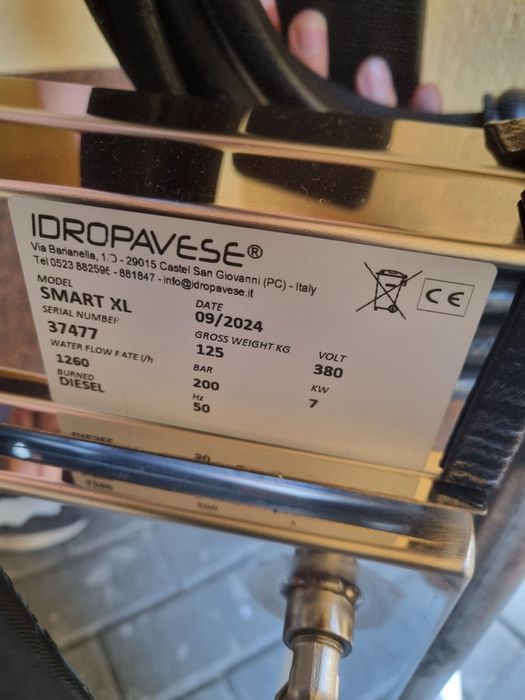 IDROPAVESE®
Via Barianella, - 29015 Castel San Giovanni (PC) - Italy
Tel 0523 882596 - 881847 - info@idropavese.it
MODEL
SMART XL
DATE
09/2024
SERIAL NUMBER
37477
GROSS WEIGHT KG
125
VOLT
380
WATER FLOW RATE l/h
1260
BAR
200
KW
7
BURNED
DIESEL
Hz
50
CE